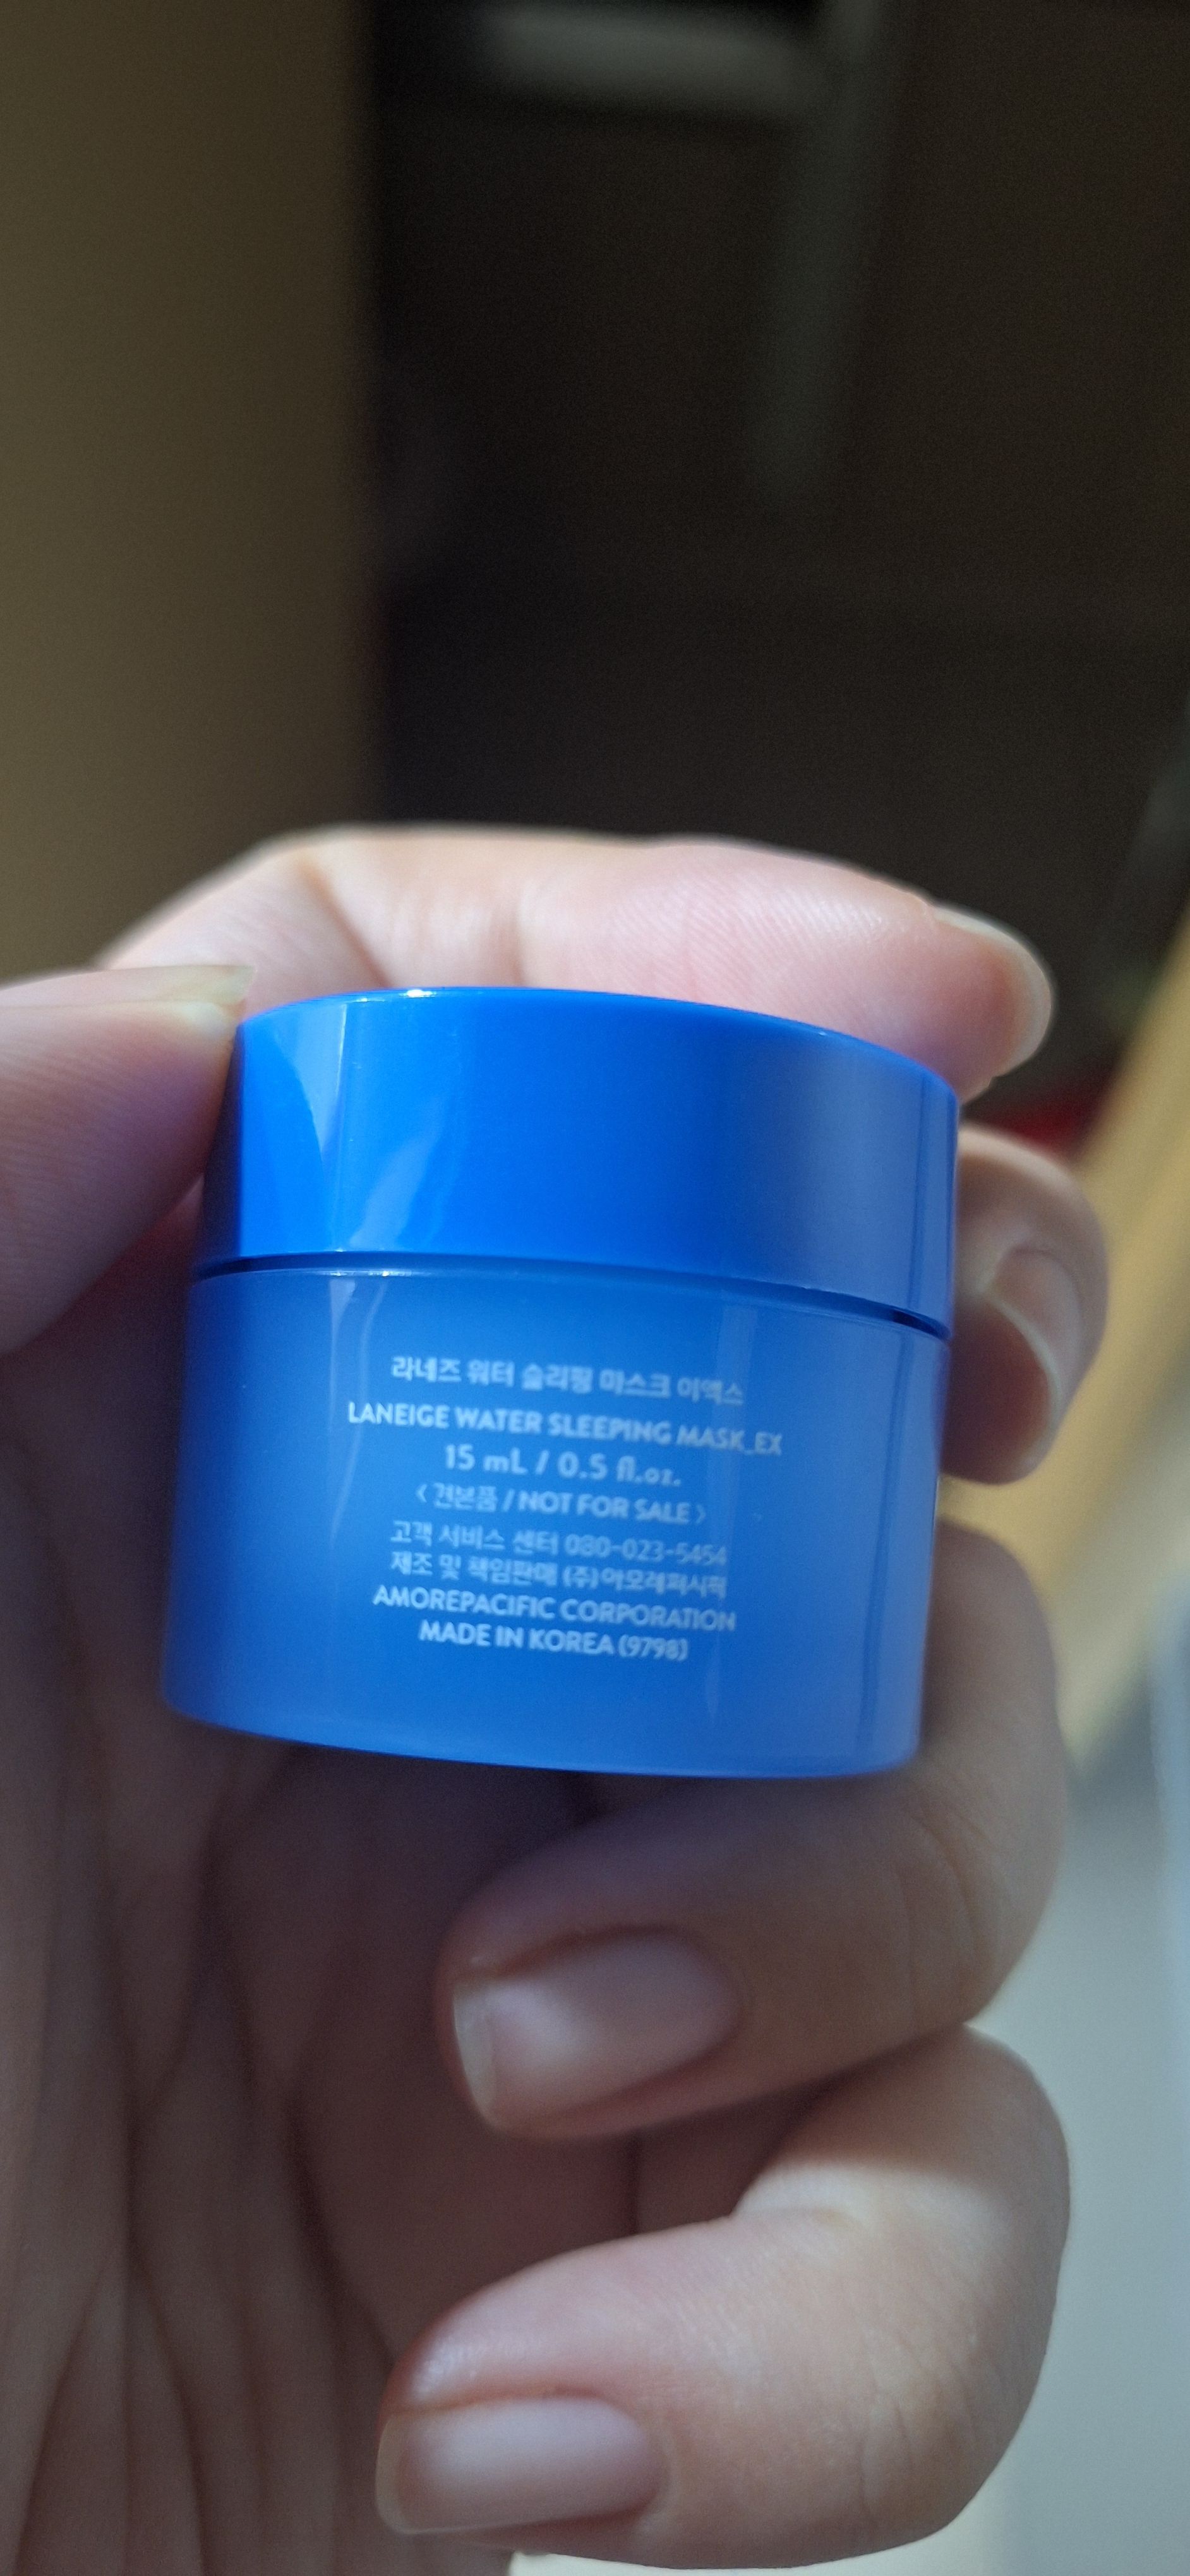 라네즈 워터 슬리핑 마스크 이엑스
LANEIGE WATER SLEEPING MASK_EX
15 mL / 0.5 fl.oz.
〈 견본품 / NOT FOR SALE 〉
고객 서비스 센터 080-023-5454
제조 및 책임판매 (주)아모레퍼시픽
AMOREPACIFIC CORPORATION
MADE IN KOREA (9798)